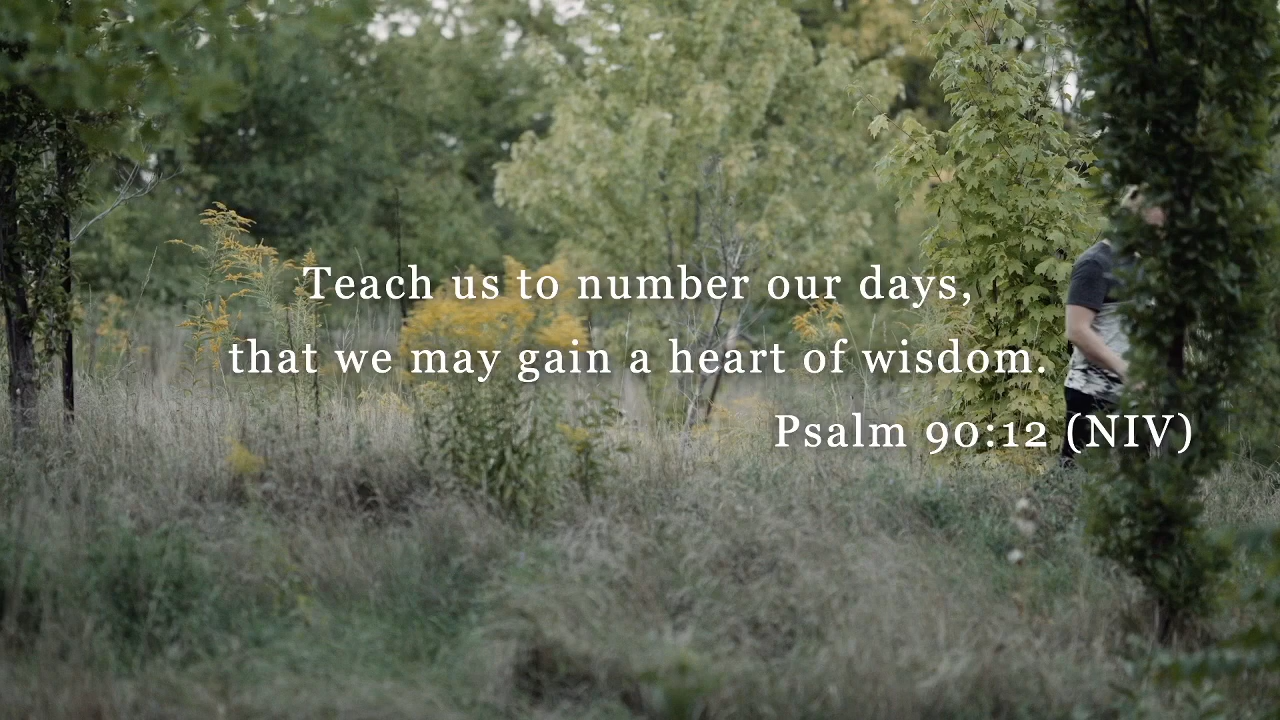 Teach us to number our days,
that we may gain a heart of wisdom.
Psalm 90:12 (NIV)